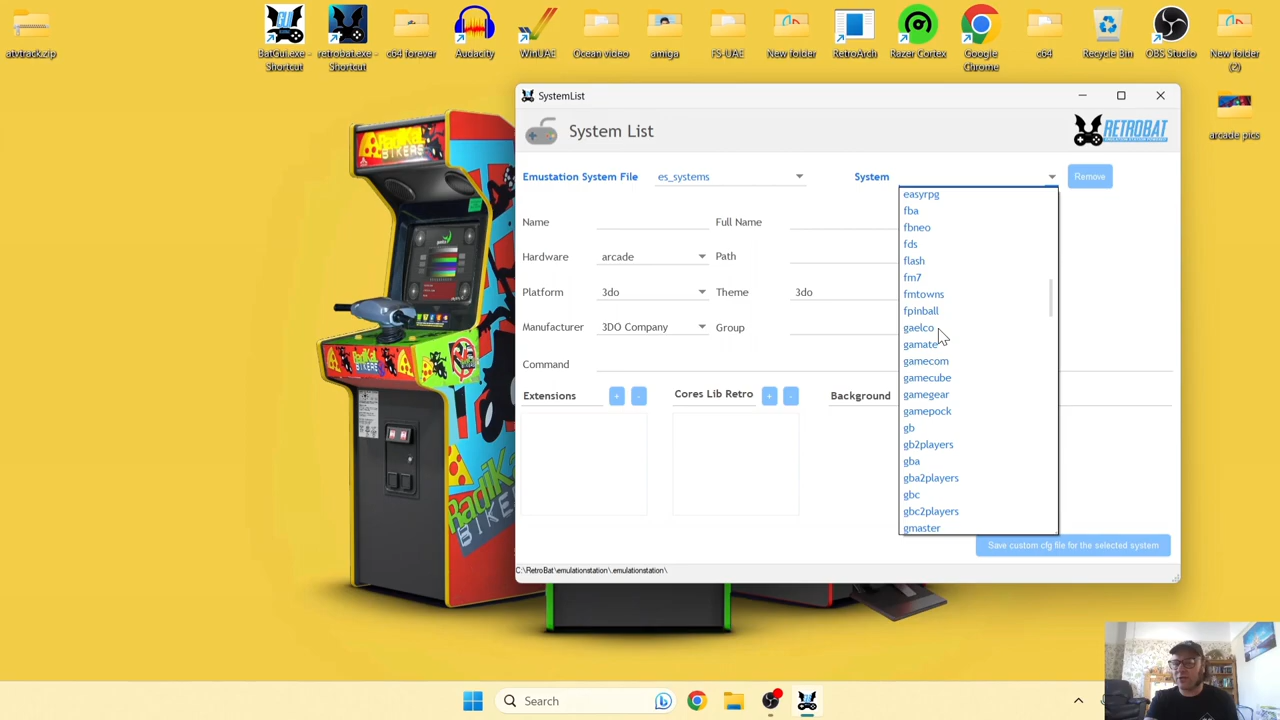 atvtrack.zip
BatGui.exe - Shortcut
retrobat.exe - Shortcut
c64 forever
Audacity
WinUAE
Ocean video
amiga
FS-UAE
New folder
RetroArch
Razer Cortex
Google Chrome
c64
Recycle Bin
OBS Studio
New folder (2)
arcade pics
SystemList
System List
RETROBAT
Emustation System File
es_systems
System
Remove
Name
Full Name
Hardware
arcade
Path
Platform
3do
Theme
3do
Manufacturer
3DO Company
Group
Command
Extensions
+
-
Cores Lib Retro
+
-
Background
easyrpg
fba
fbneo
fds
flash
fm7
fmtowns
fpinball
gaelco
gamate
gamecom
gamecube
gamegear
gamepock
gb
gb2players
gba
gba2players
gbc
gbc2players
gmaster
Save custom cfg file for the selected system
C:\RetroBat\emulationstation\.emulationstation\
RADIKAL BIKERS
Search